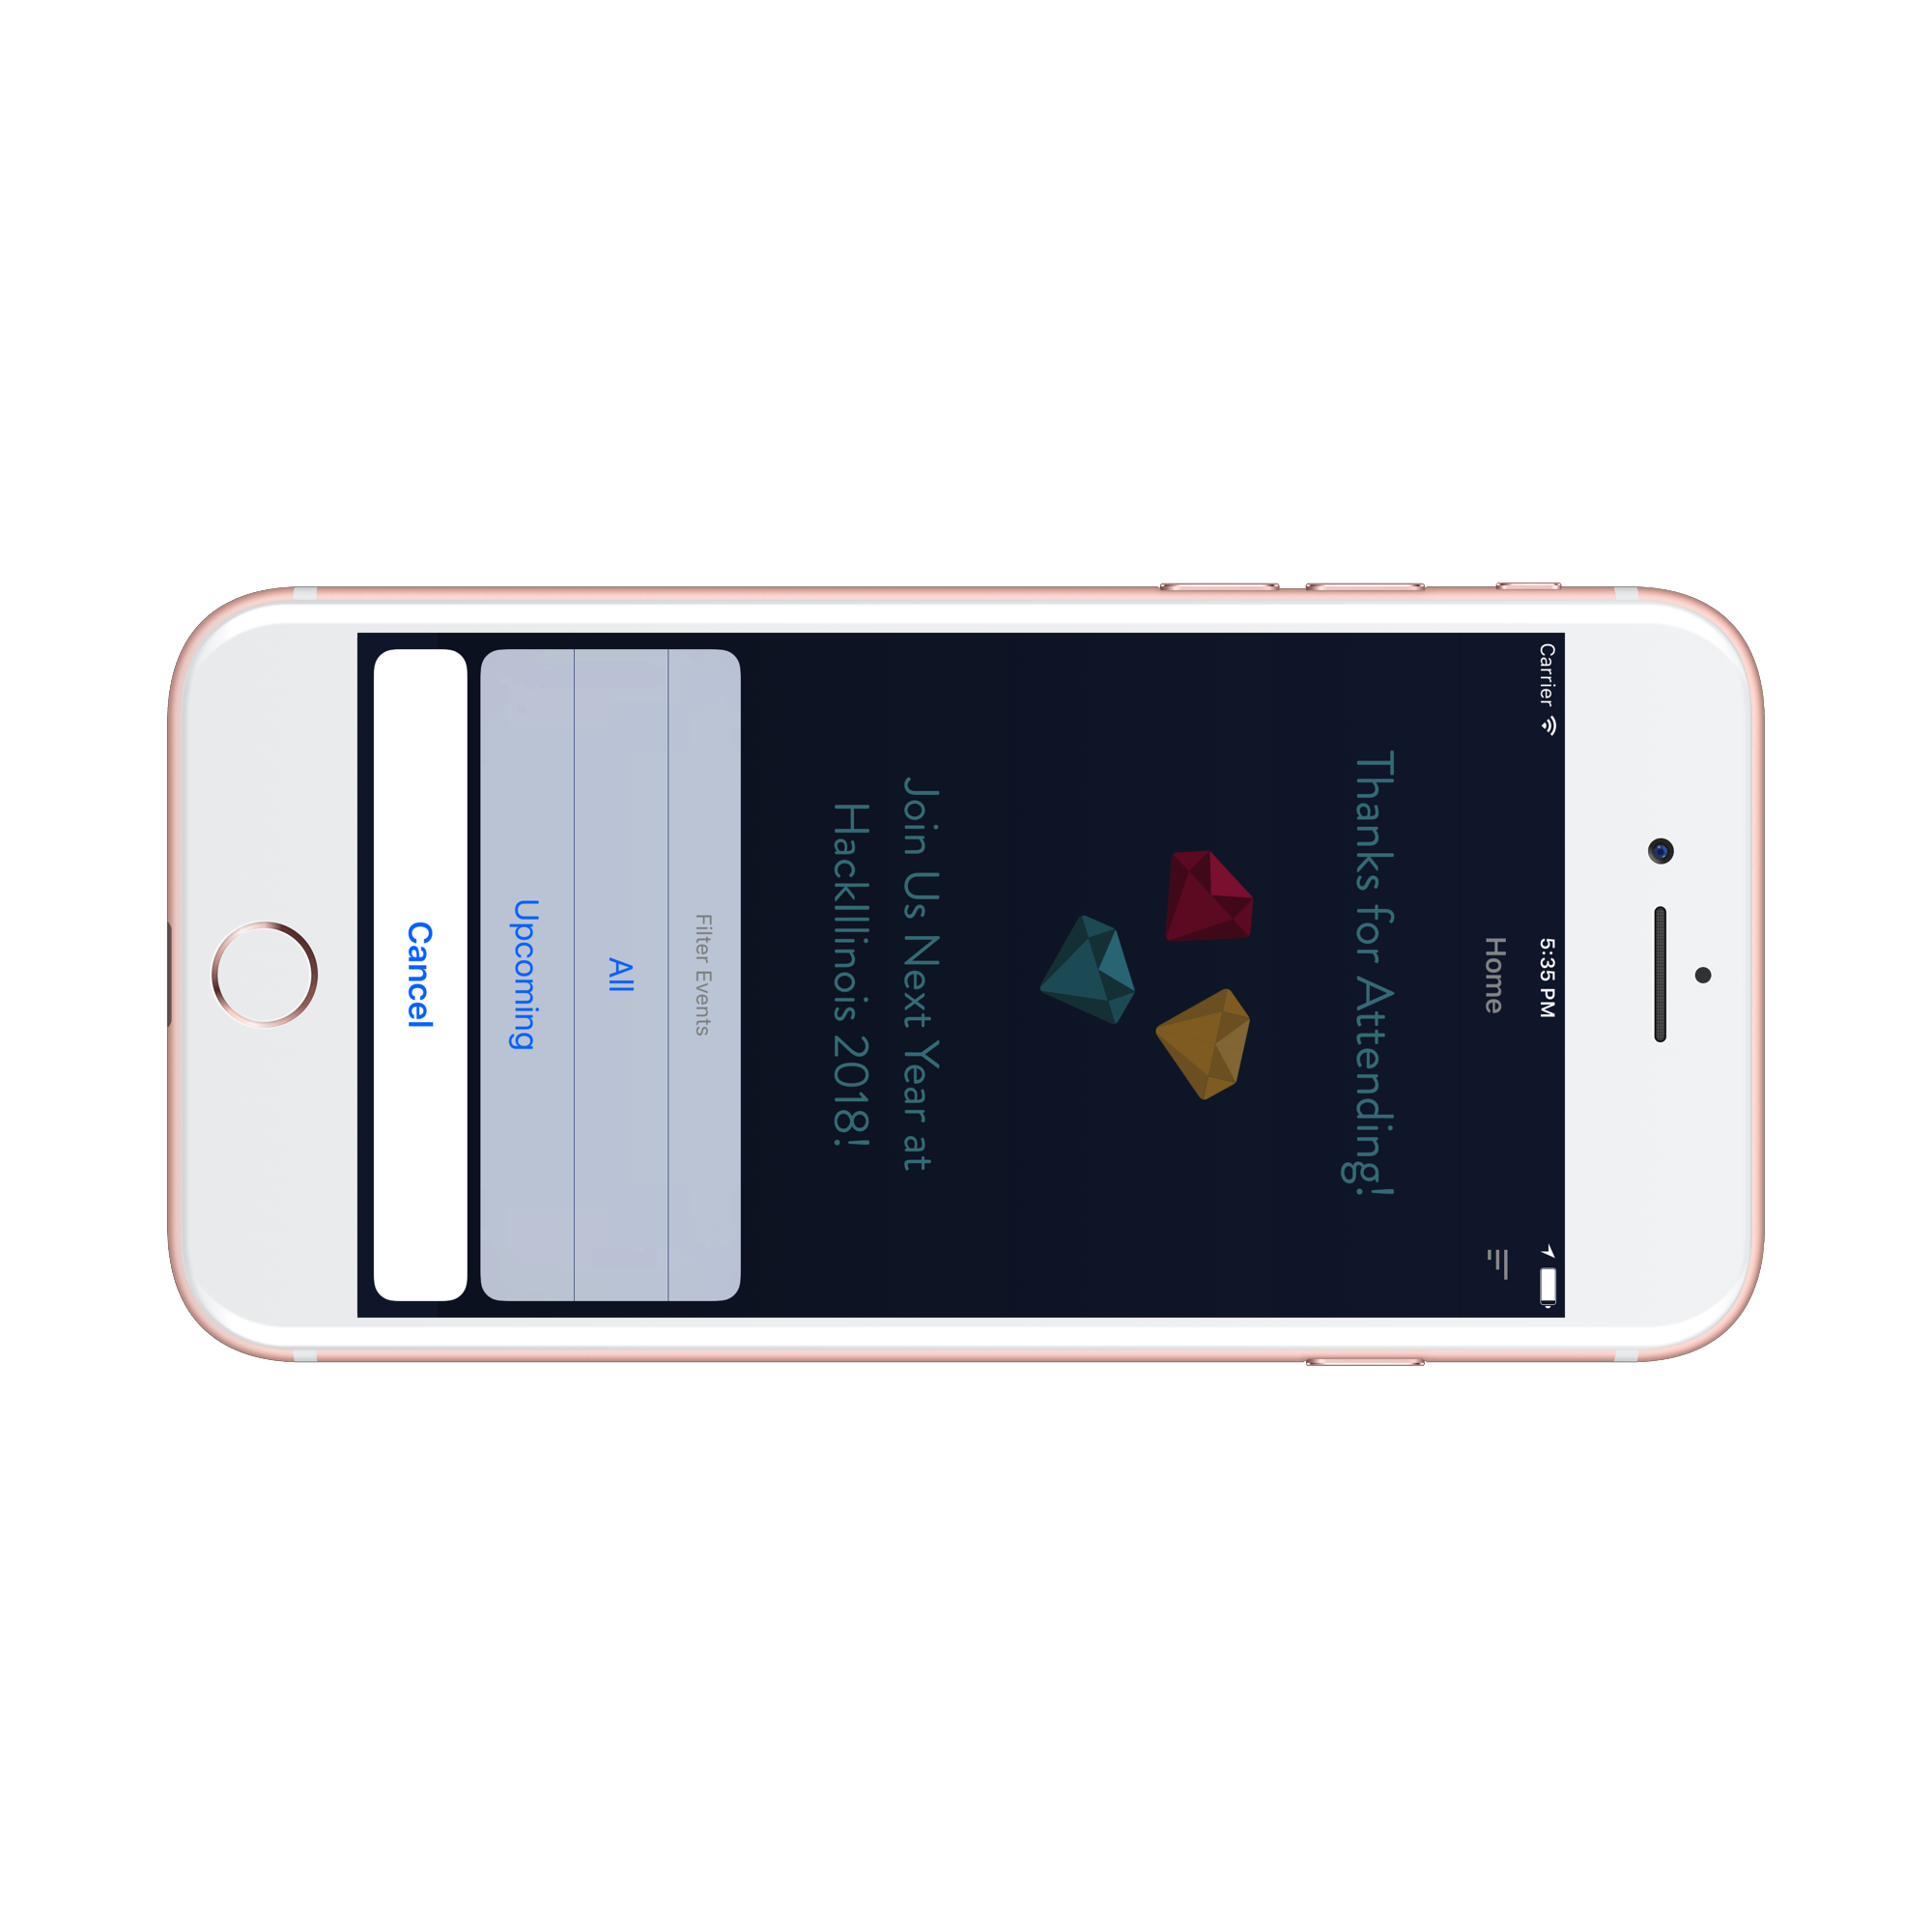 Carrier 5:35 PM
Home
Thanks for Attending!
Join Us Next Year at
HackIllinois 2018!
Filter Events
All
Upcoming
Cancel